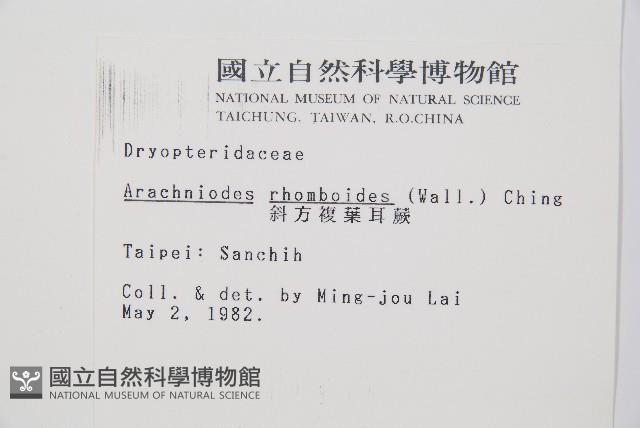 國立自然科學博物館
NATIONAL MUSEUM OF NATURAL SCIENCE
TAICHUNG, TAIWAN, R.O.CHINA
Dryopteridaceae
Arachniodes rhomboides (Wall.) Ching
斜方複葉耳蕨
Taipei: Sanchih
Coll. & det. by Ming-jou Lai
May 2, 1982.
國立自然科學博物館
NATIONAL MUSEUM OF NATURAL SCIENCE